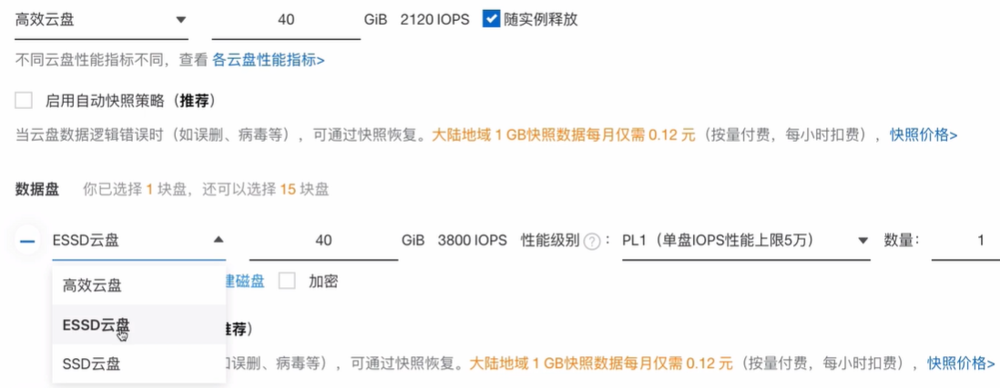 高效云盘 40 GiB 2120 IOPS 随实例释放
不同云盘性能指标不同，查看 各云盘性能指标>
启用自动快照策略（推荐）
当云盘数据逻辑错误时（如误删、病毒等），可通过快照恢复。大陆地域 1 GB快照数据每月仅需 0.12 元（按量付费，每小时扣费），快照价格>
数据盘 你已选择 1 块盘，还可以选择 15 块盘
ESSD云盘 40 GiB 3800 IOPS 性能级别 ? ： PL1（单盘IOPS性能上限5万） 数量： 1
高效云盘 建磁盘 加密
ESSD云盘 推荐）
SSD云盘 如误删、病毒等），可通过快照恢复。大陆地域 1 GB快照数据每月仅需 0.12 元（按量付费，每小时扣费），快照价格>